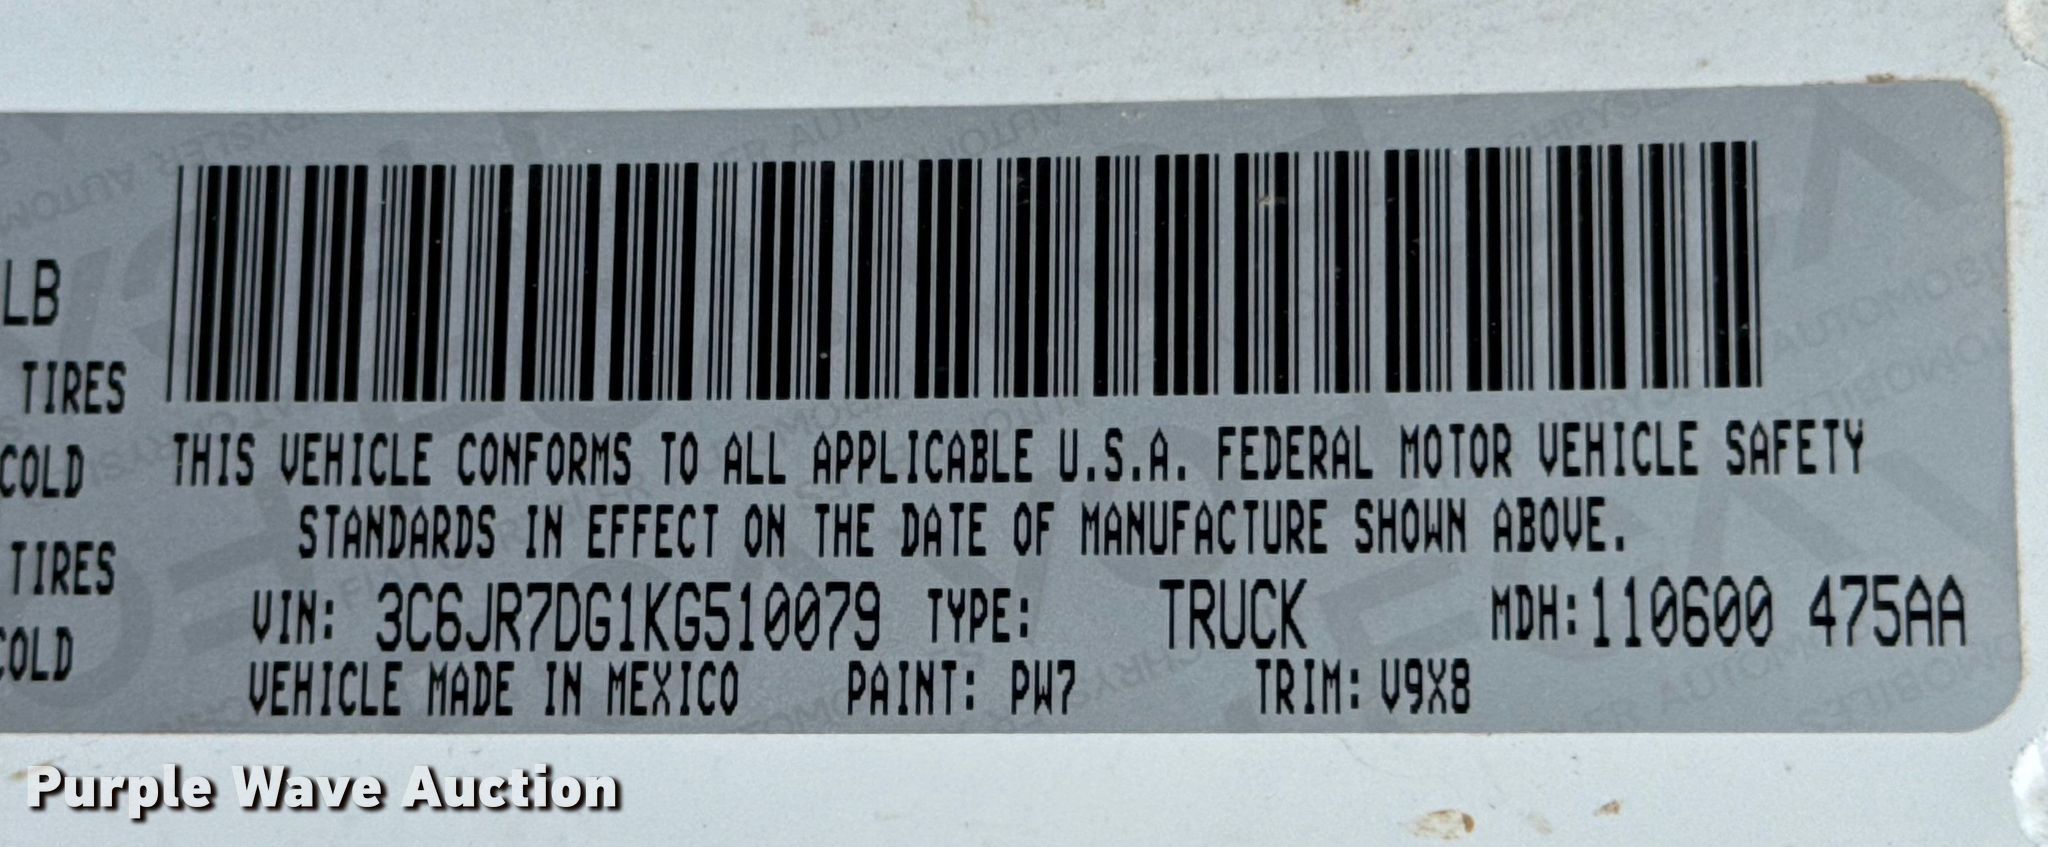 LB
TIRES
COLD
TIRES
COLD
THIS VEHICLE CONFORMS TO ALL APPLICABLE U.S.A. FEDERAL MOTOR VEHICLE SAFETY
STANDARDS IN EFFECT ON THE DATE OF MANUFACTURE SHOWN ABOVE.
VIN: 3C6JR7DG1KG510079 TYPE: TRUCK MDH:110600 475AA
VEHICLE MADE IN MEXICO PAINT: PW7 TRIM: V9X8
Purple Wave Auction